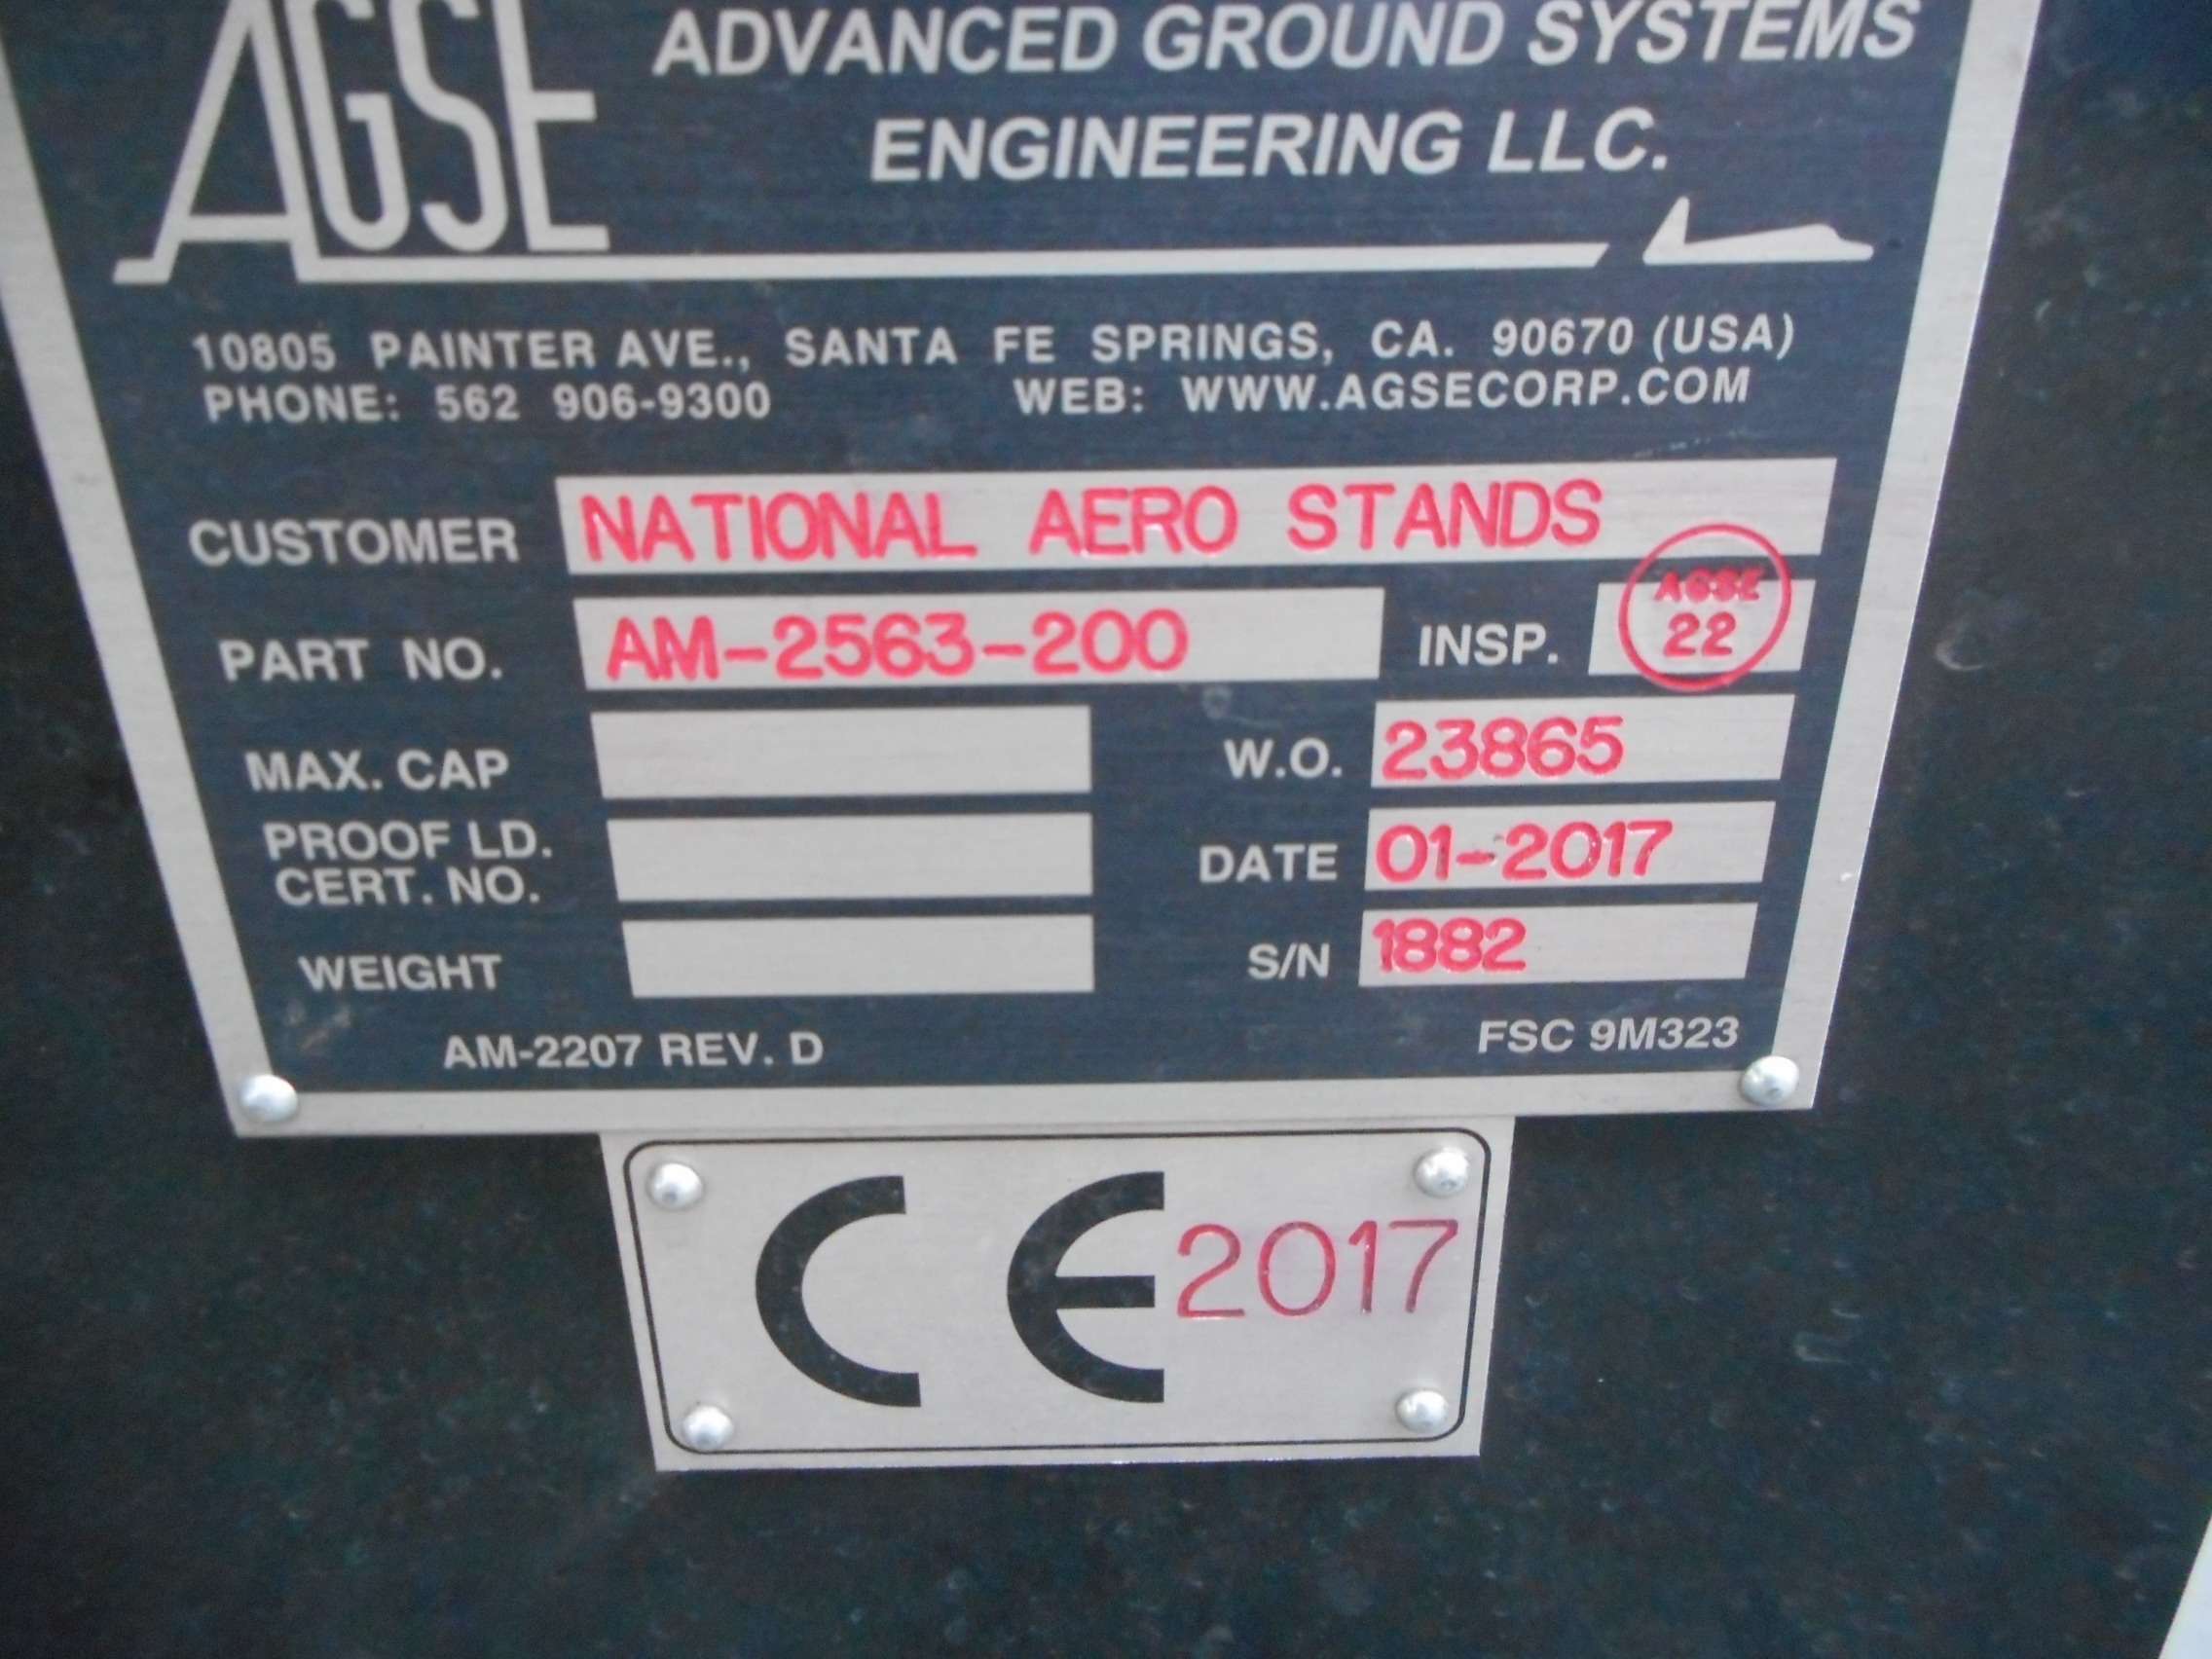 AGSE
ADVANCED GROUND SYSTEMS
ENGINEERING LLC.
10805 PAINTER AVE., SANTA FE SPRINGS, CA. 90670 (USA)
PHONE: 562 906-9300 WEB: WWW.AGSECORP.COM
CUSTOMER NATIONAL AERO STANDS
PART NO. AM-2563-200 INSP. AGSE 22
MAX. CAP W.O. 23865
PROOF LD. CERT. NO. DATE 01-2017
WEIGHT S/N 1882
AM-2207 REV. D FSC 9M323
CE 2017